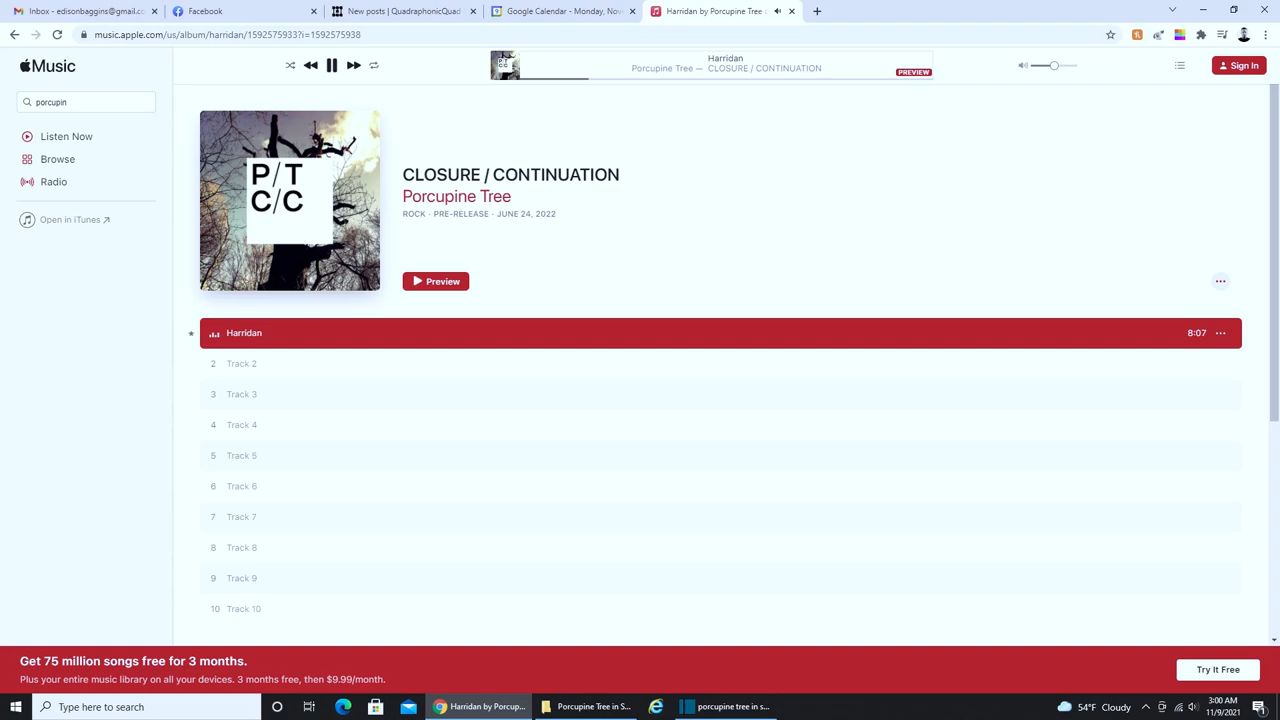 Inbox - edisonbagins@gmail.c
Facebook
Nox - QuadrophonicQuad
Google Calendar - Monday, Nov
Harridan by Porcupine Tree - c
music.apple.com/us/album/harridan/1592575933?i=1592575938
Music
Harridan
Porcupine Tree — CLOSURE / CONTINUATION
PREVIEW
Sign In
porcupin
Listen Now
Browse
Radio
Open in iTunes
P/T
C/C
P/T
C/C
CLOSURE / CONTINUATION
Porcupine Tree
ROCK · PRE-RELEASE · JUNE 24, 2022
Preview
★ Harridan 8:07
2 Track 2
3 Track 3
4 Track 4
5 Track 5
6 Track 6
7 Track 7
8 Track 8
9 Track 9
10 Track 10
Get 75 million songs free for 3 months.
Plus your entire music library on all your devices. 3 months free, then $9.99/month.
Try It Free
Type here to search
Harridan by Porcup...
Porcupine Tree in S...
porcupine tree in s...
54°F Cloudy
3:00 AM
11/9/2021